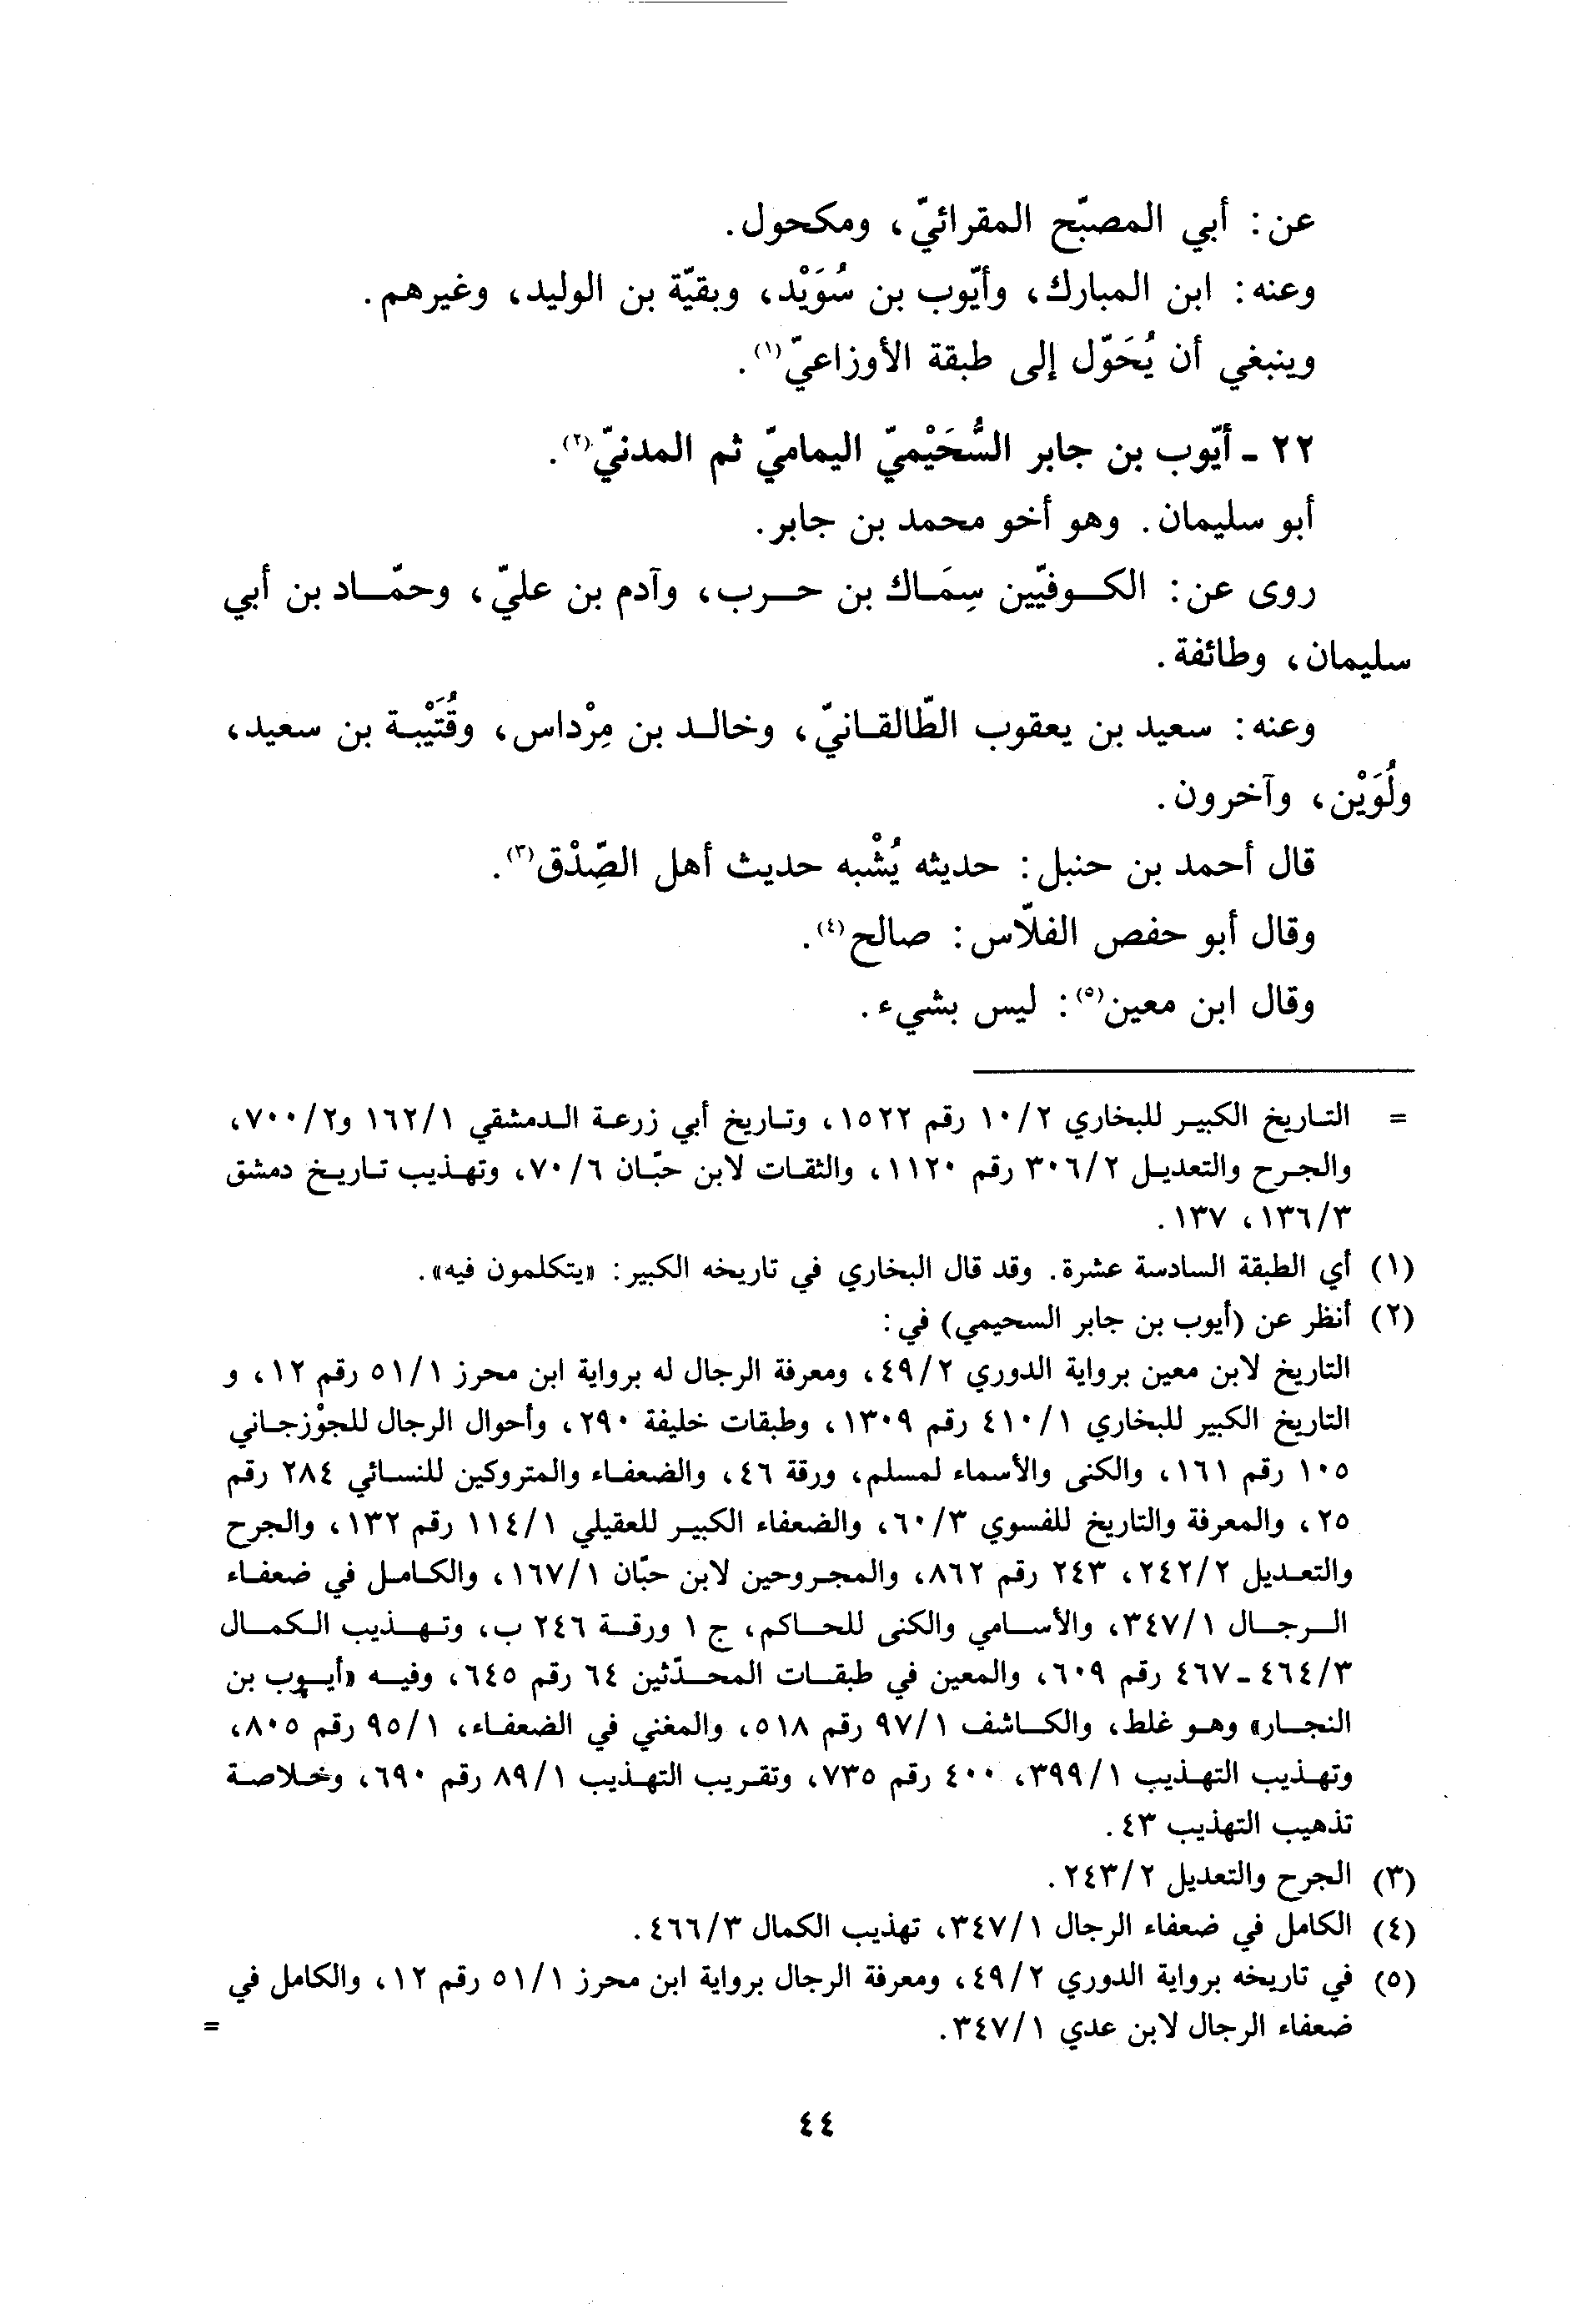 عن: أبي المصبّح المقرائيّ، ومكحول.
وعنه: ابن المبارك، وأيّوب بن سُوَيْد، وبقيّة بن الوليد، وغيرهم.
وينبغي أن يُحَوّل إلى طبقة الأوزاعيّ(١).
٢٢ - أيّوب بن جابر السُّحَيْميّ اليماميّ ثم المدنيّ(٢).
أبو سليمان. وهو أخو محمد بن جابر.
روى عن: الكوفيّين سِمَاك بن حرب، وآدم بن عليّ، وحمّاد بن أبي
سليمان، وطائفة.
وعنه: سعيد بن يعقوب الطّالقانيّ، وخالد بن مِرْداس، وقُتَيْبة بن سعيد،
ولُوَيْن، وآخرون.
قال أحمد بن حنبل: حديثه يُشْبه حديث أهل الصِّدْق(٣).
وقال أبو حفص الفلّاس: صالح(٤).
وقال ابن معين(٥): ليس بشيء.
= التاريخ الكبير للبخاري ١٠/٢ رقم ١٥٢٢، وتاريخ أبي زرعة الدمشقي ١٦٢/١ و٧٠٠/٢،
والجرح والتعديل ٣٠٦/٢ رقم ١١٢٠، والثقات لابن حبّان ٧٠/٦، وتهذيب تاريخ دمشق
١٣٦/٣، ١٣٧.
(١) أي الطبقة السادسة عشرة. وقد قال البخاري في تاريخه الكبير: «يتكلمون فيه».
(٢) أنظر عن (أيوب بن جابر السحيمي) في:
التاريخ لابن معين برواية الدوري ٤٩/٢، ومعرفة الرجال له برواية ابن محرز ٥١/١ رقم ١٢، و
التاريخ الكبير للبخاري ٤١٠/١ رقم ١٣٠٩، وطبقات خليفة ٢٩٠، وأحوال الرجال للجوْزجاني
١٠٥ رقم ١٦١، والكنى والأسماء لمسلم، ورقة ٤٦، والضعفاء والمتروكين للنسائي ٢٨٤ رقم
٢٥، والمعرفة والتاريخ للفسوي ٦٠/٣، والضعفاء الكبير للعقيلي ١١٤/١ رقم ١٣٢، والجرح
والتعديل ٢٤٢/٢، ٢٤٣ رقم ٨٦٢، والمجروحين لابن حبّان ١٦٧/١، والكامل في ضعفاء
الرجال ٣٤٧/١، والأسامي والكنى للحاكم، ج ١ ورقة ٢٤٦ ب، وتهذيب الكمال
٤٦٤/٣ - ٤٦٧ رقم ٦٠٩، والمعين في طبقات المحدّثين ٦٤ رقم ٦٤٥، وفيه «أيوب بن
النجار» وهو غلط، والكاشف ٩٧/١ رقم ٥١٨، والمغني في الضعفاء، ٩٥/١ رقم ٨٠٥،
وتهذيب التهذيب ٣٩٩/١، ٤٠٠ رقم ٧٣٥، وتقريب التهذيب ٨٩/١ رقم ٦٩٠، وخلاصة
تذهيب التهذيب ٤٣.
(٣) الجرح والتعديل ٢٤٣/٢.
(٤) الكامل في ضعفاء الرجال ٣٤٧/١، تهذيب الكمال ٤٦٦/٣.
(٥) في تاريخه برواية الدوري ٤٩/٢، ومعرفة الرجال برواية ابن محرز ٥١/١ رقم ١٢، والكامل في
ضعفاء الرجال لابن عدي ٣٤٧/١. =
٤٤